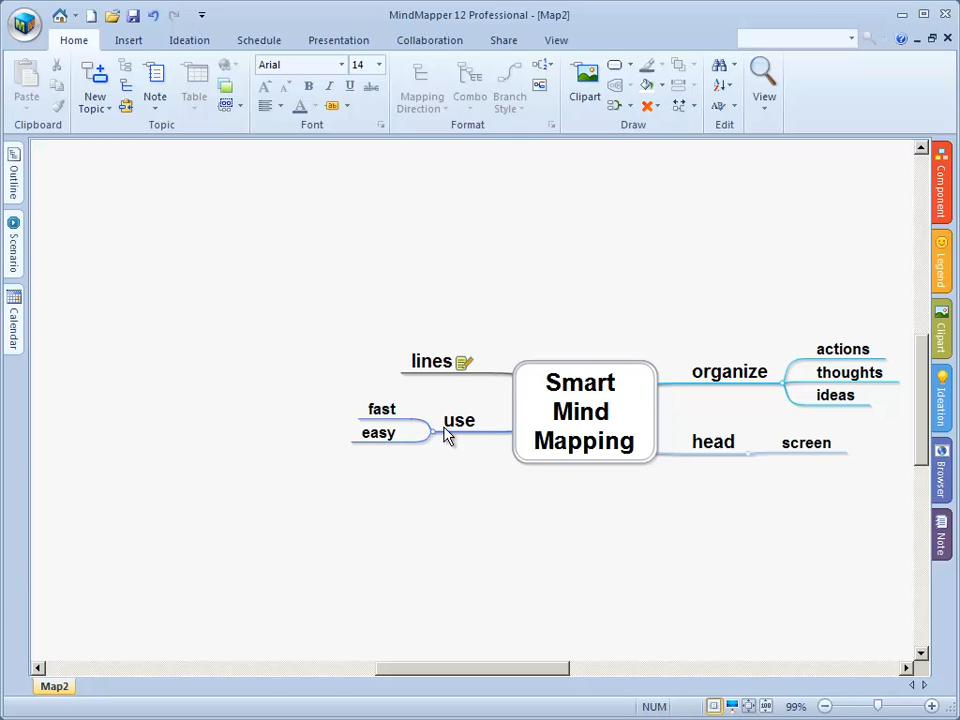 MindMapper 12 Professional - [Map2]
Home Insert Ideation Schedule Presentation Collaboration Share View
Paste New Topic Note Table Arial 14 Mapping Direction Combo Branch Style Clipart View
Clipboard Topic Font Format Draw Edit
Outline
Scenario
Calendar
Component
Legend
Clipart
Ideation
Browser
Note
lines
use
fast
easy
Smart
Mind
Mapping
organize
actions
thoughts
ideas
head
screen
Map2
NUM 99%